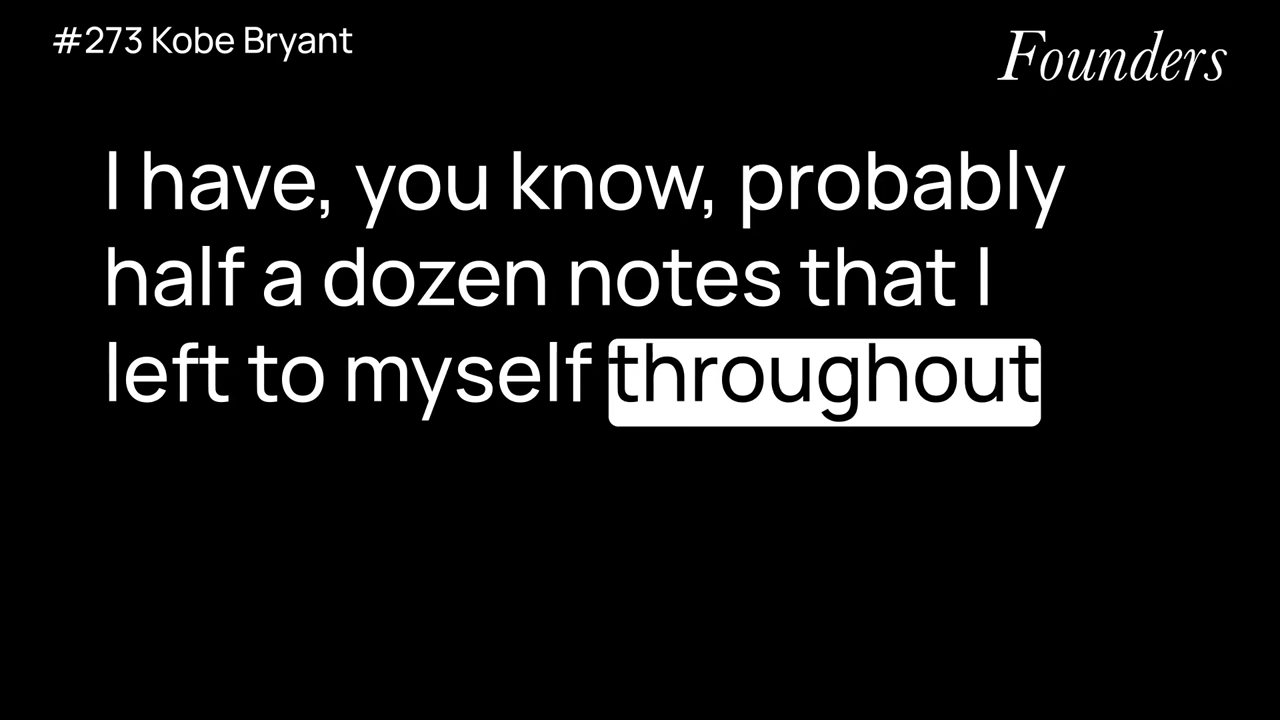 #273 Kobe Bryant
Founders
I have, you know, probably
half a dozen notes that I
left to myself throughout